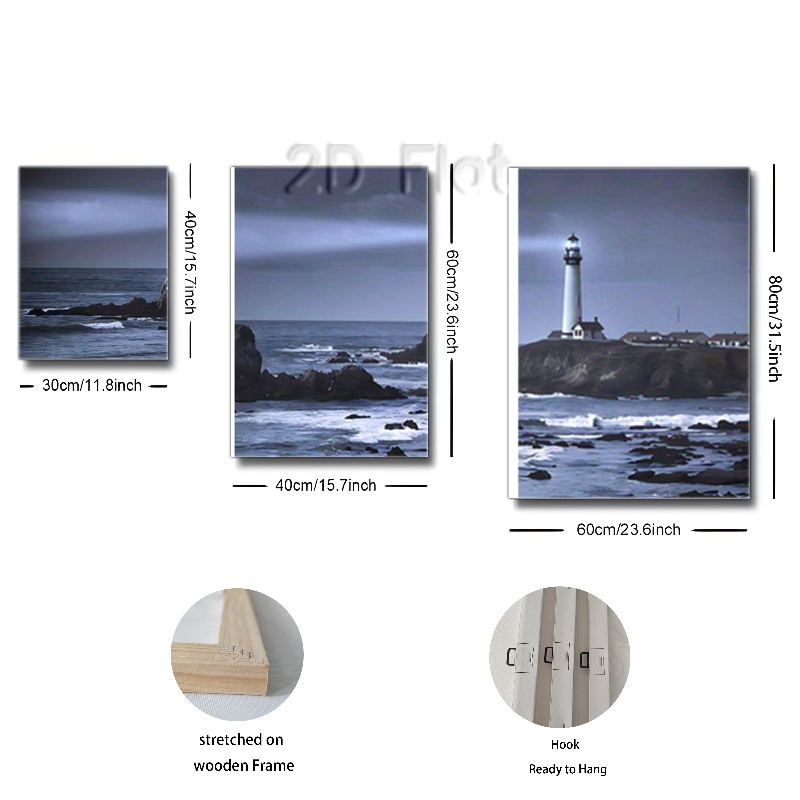 2D Flat
40cm/15.7inch
30cm/11.8inch
60cm/23.6inch
40cm/15.7inch
80cm/31.5inch
60cm/23.6inch
stretched on
wooden Frame
Hook
Ready to Hang